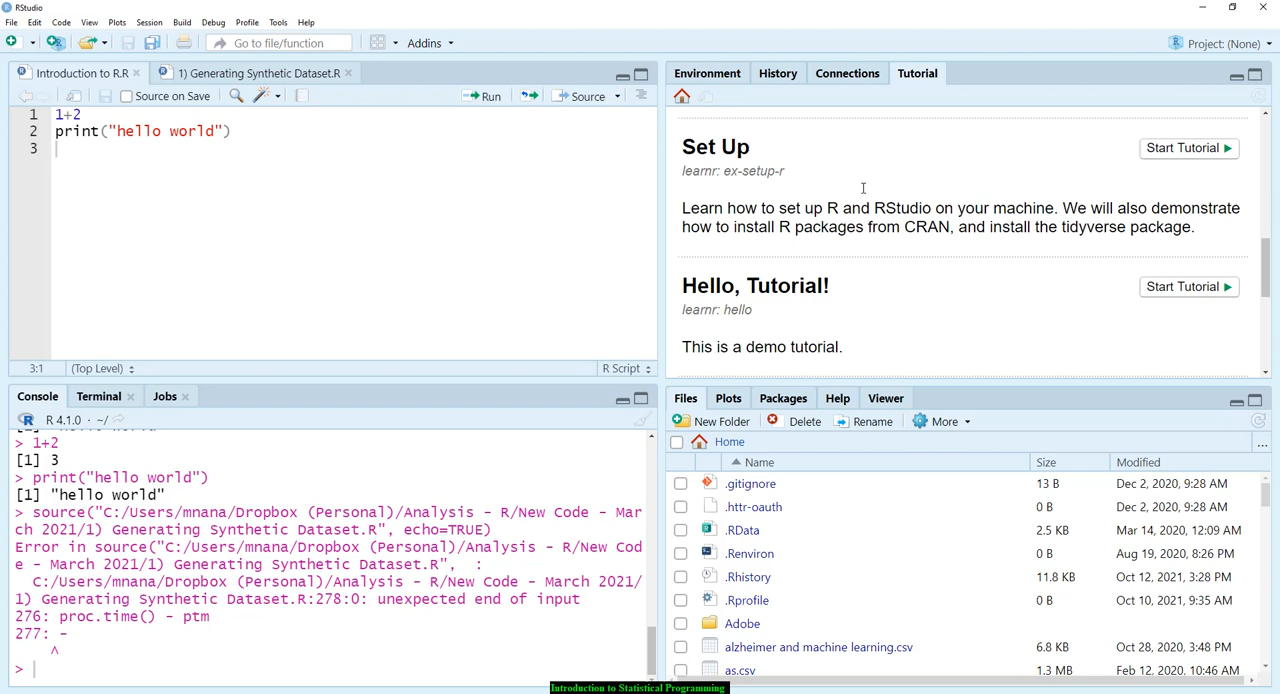 RStudio
File Edit Code View Plots Session Build Debug Profile Tools Help
Go to file/function Addins Project: (None)
Introduction to R.R 1) Generating Synthetic Dataset.R
Source on Save Run Source
1 1+2
2 print("hello world")
3
3:1 (Top Level) R Script
Environment History Connections Tutorial
Set Up Start Tutorial
learnr: ex-setup-r
Learn how to set up R and RStudio on your machine. We will also demonstrate
how to install R packages from CRAN, and install the tidyverse package.
Hello, Tutorial! Start Tutorial
learnr: hello
This is a demo tutorial.
Console Terminal Jobs
R 4.1.0 · ~/
> 1+2
[1] 3
> print("hello world")
[1] "hello world"
> source("C:/Users/mnana/Dropbox (Personal)/Analysis - R/New Code - Mar
ch 2021/1) Generating Synthetic Dataset.R", echo=TRUE)
Error in source("C:/Users/mnana/Dropbox (Personal)/Analysis - R/New Cod
e - March 2021/1) Generating Synthetic Dataset.R", :
C:/Users/mnana/Dropbox (Personal)/Analysis - R/New Code - March 2021/
1) Generating Synthetic Dataset.R:278:0: unexpected end of input
276: proc.time() - ptm
277: -
^
>
Files Plots Packages Help Viewer
New Folder Delete Rename More
Home ...
Name Size Modified
.gitignore 13 B Dec 2, 2020, 9:28 AM
.httr-oauth 0 B Dec 2, 2020, 9:28 AM
.RData 2.5 KB Mar 14, 2020, 12:09 AM
.Renviron 0 B Aug 19, 2020, 8:26 PM
.Rhistory 11.8 KB Oct 12, 2021, 3:28 PM
.Rprofile 0 B Oct 10, 2021, 9:35 AM
Adobe
alzheimer and machine learning.csv 6.8 KB Oct 28, 2020, 3:48 PM
as.csv 1.3 MB Feb 12, 2020, 10:46 AM
Introduction to Statistical Programming